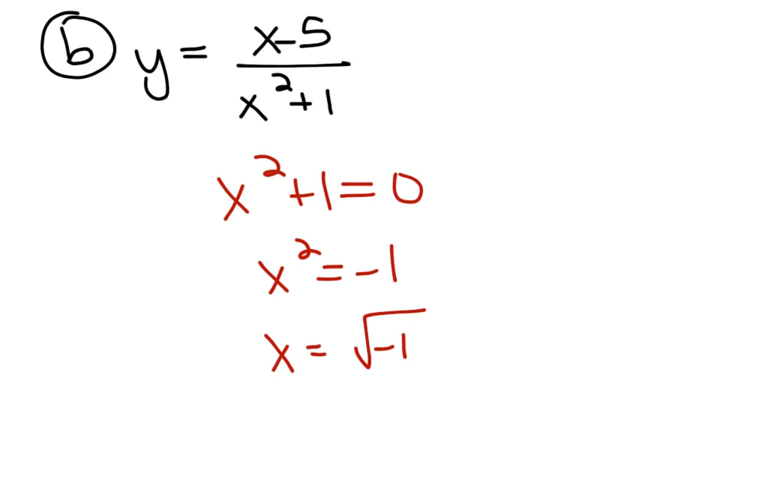 b y = x-5 / x²+1
x²+1=0
x²=-1
x=√-1